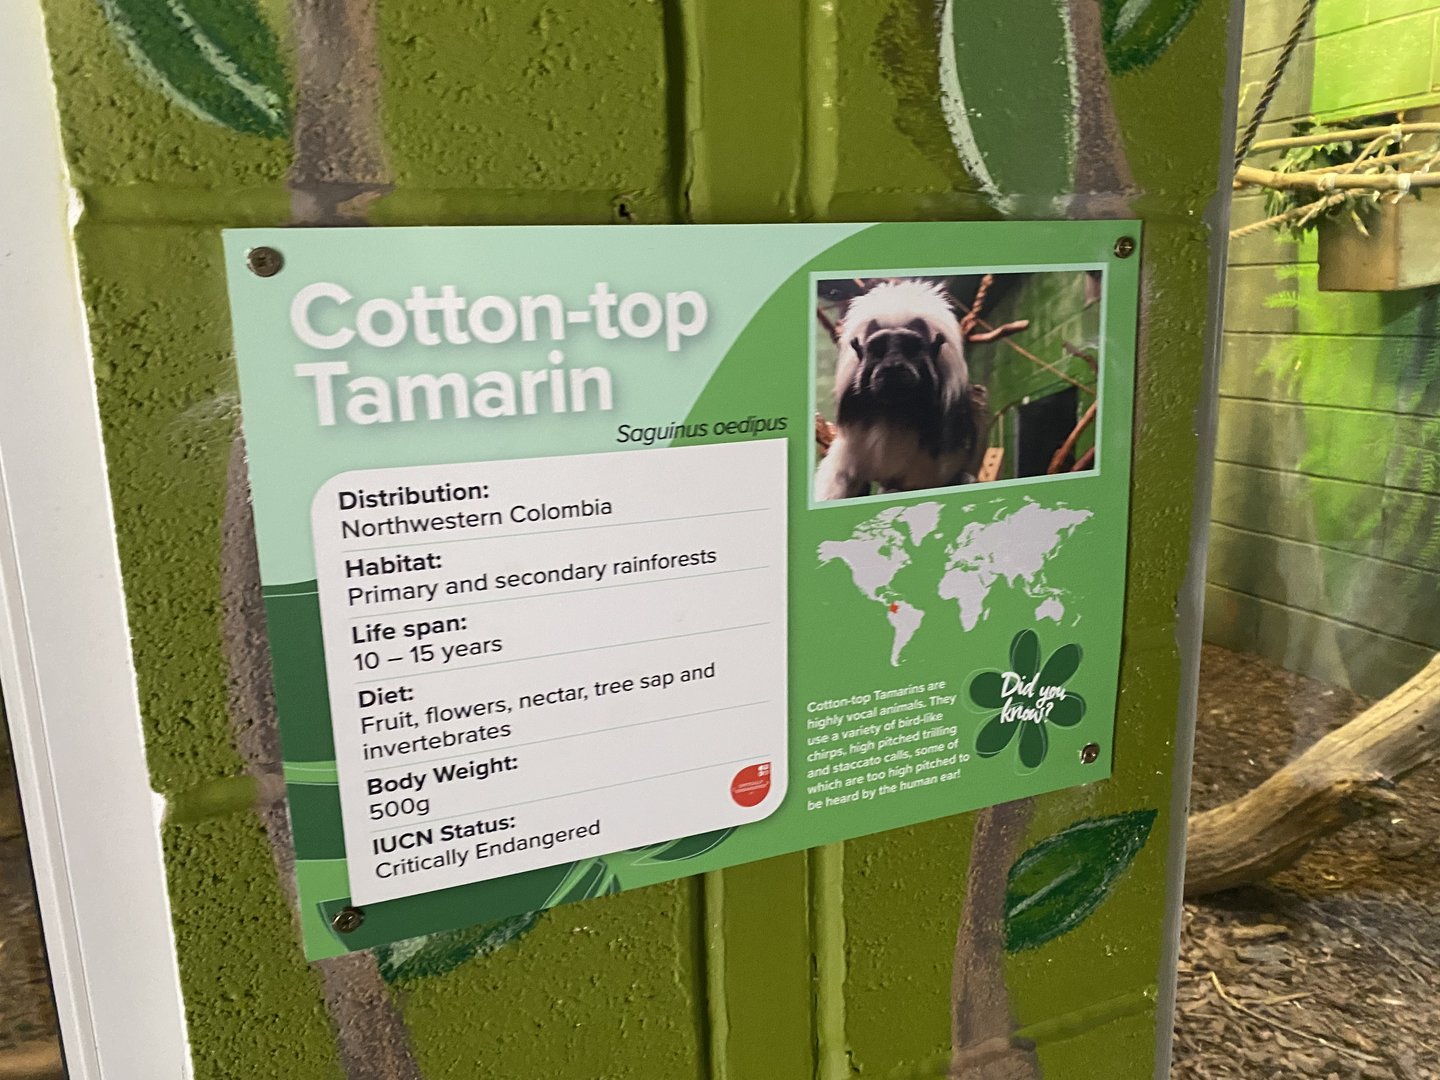 Cotton-top
Tamarin
Saguinus oedipus
Distribution:
Northwestern Colombia
Habitat:
Primary and secondary rainforests
Life span:
10 – 15 years
Diet:
Fruit, flowers, nectar, tree sap and
invertebrates
Body Weight:
500g
IUCN Status:
Critically Endangered
Did you
know?
Cotton-top Tamarins are
highly vocal animals. They
use a variety of bird-like
chirps, high pitched trilling
and staccato calls, some of
which are too high pitched to
be heard by the human ear!